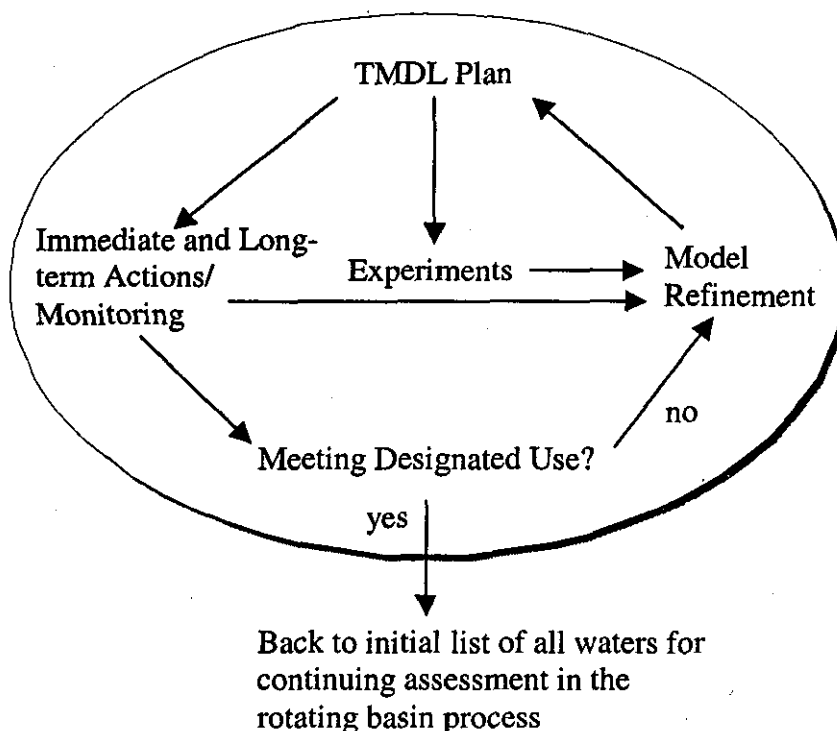 TMDL Plan
Immediate and Long-
term Actions/
Monitoring
Experiments
Model
Refinement
no
Meeting Designated Use?
yes
Back to initial list of all waters for
continuing assessment in the
rotating basin process